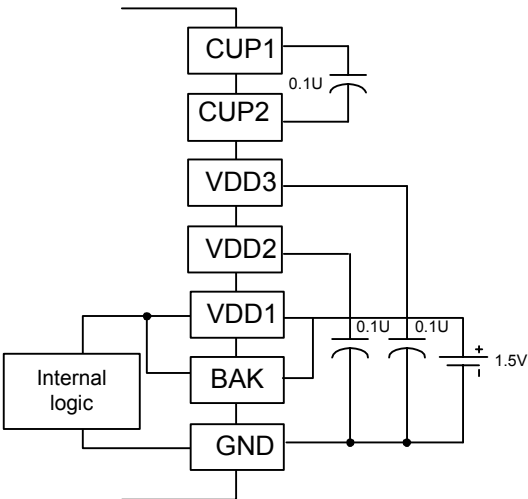 CUP1
0.1U
CUP2
VDD3
VDD2
VDD1
0.1U
0.1U
+
1.5V
-
Internal
logic
BAK
GND